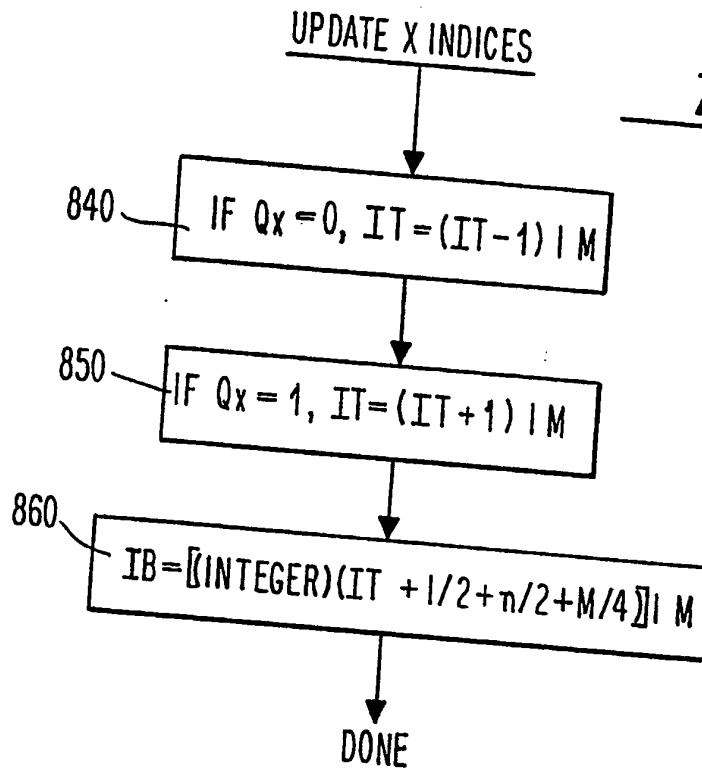 UPDATE X INDICES
840
IF Qx = 0, IT = (IT - 1) | M
850
IF Qx = 1, IT = (IT + 1) | M
860
IB = [(INTEGER)(IT + 1/2 + n/2 + M/4)] | M
DONE